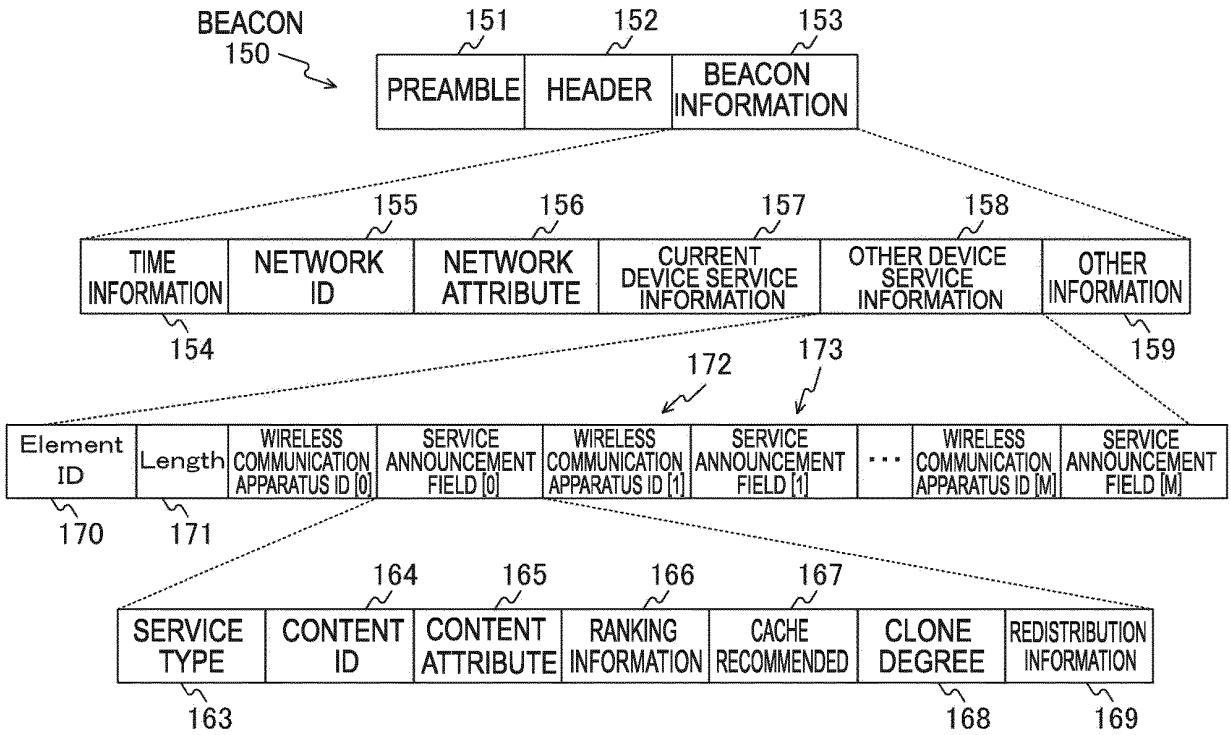 BEACON
150
151
152
153
PREAMBLE
HEADER
BEACON
INFORMATION
155
156
157
158
TIME
INFORMATION
NETWORK
ID
NETWORK
ATTRIBUTE
CURRENT
DEVICE SERVICE
INFORMATION
OTHER DEVICE
SERVICE
INFORMATION
OTHER
INFORMATION
154
159
172
173
Element
ID
Length
WIRELESS
COMMUNICATION
APPARATUS ID [0]
SERVICE
ANNOUNCEMENT
FIELD [0]
WIRELESS
COMMUNICATION
APPARATUS ID [1]
SERVICE
ANNOUNCEMENT
FIELD [1]
...
WIRELESS
COMMUNICATION
APPARATUS ID [M]
SERVICE
ANNOUNCEMENT
FIELD [M]
170
171
164
165
166
167
SERVICE
TYPE
CONTENT
ID
CONTENT
ATTRIBUTE
RANKING
INFORMATION
CACHE
RECOMMENDED
CLONE
DEGREE
REDISTRIBUTION
INFORMATION
163
168
169